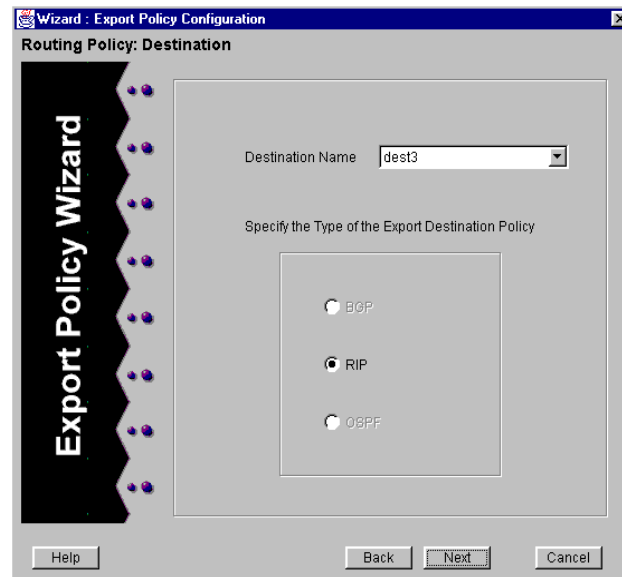 Wizard : Export Policy Configuration
Routing Policy: Destination
Export Policy Wizard
Destination Name dest3
Specify the Type of the Export Destination Policy
BGP
RIP
OSPF
Help Back Next Cancel